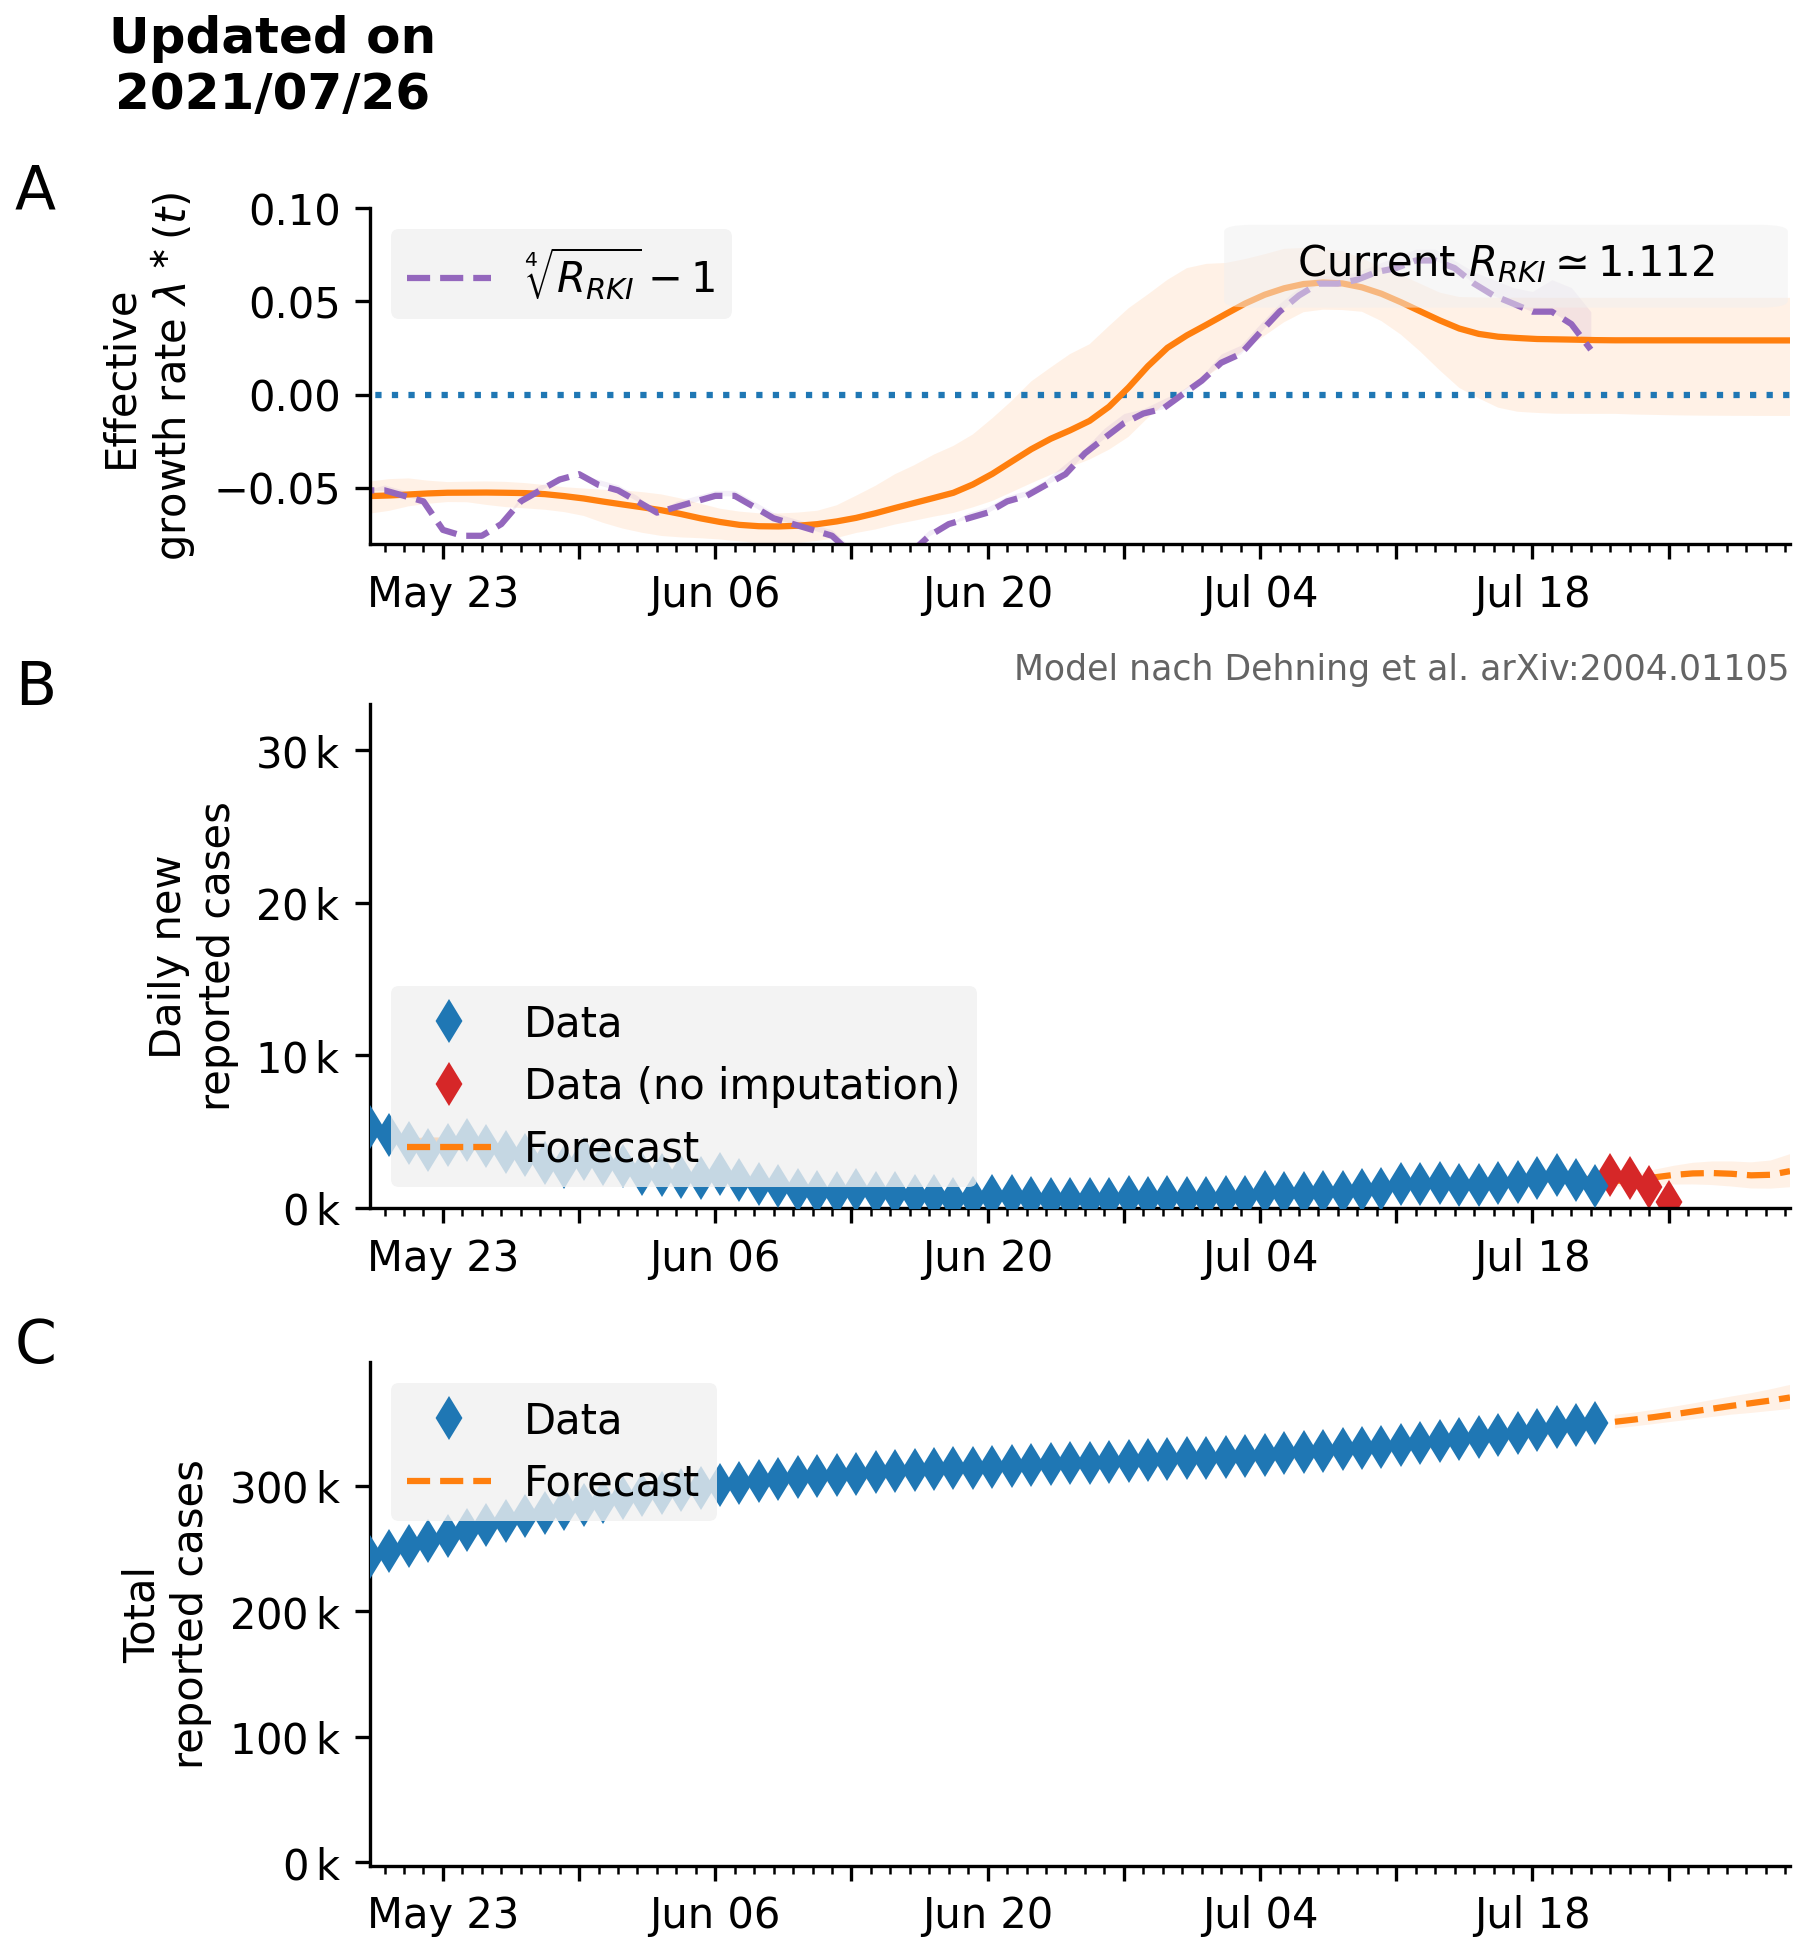 Updated on
2021/07/26
A
Effective
growth rate λ * (t)
0.10
0.05
0.00
−0.05
∜R_RKI − 1
Current R_RKI ≃ 1.112
May 23
Jun 06
Jun 20
Jul 04
Jul 18
Model nach Dehning et al. arXiv:2004.01105
B
Daily new
reported cases
30 k
20 k
10 k
0 k
Data
Data (no imputation)
Forecast
May 23
Jun 06
Jun 20
Jul 04
Jul 18
C
Total
reported cases
300 k
200 k
100 k
0 k
Data
Forecast
May 23
Jun 06
Jun 20
Jul 04
Jul 18